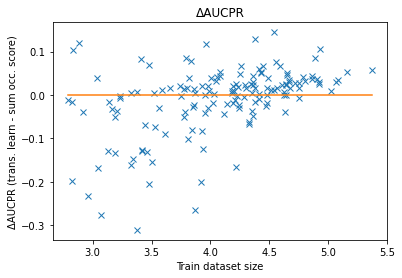 ΔAUCPR
ΔAUCPR (trans. learn - sum occ. score)
0.1
0.0
−0.1
−0.2
−0.3
3.0 3.5 4.0 4.5 5.0 5.5
Train dataset size